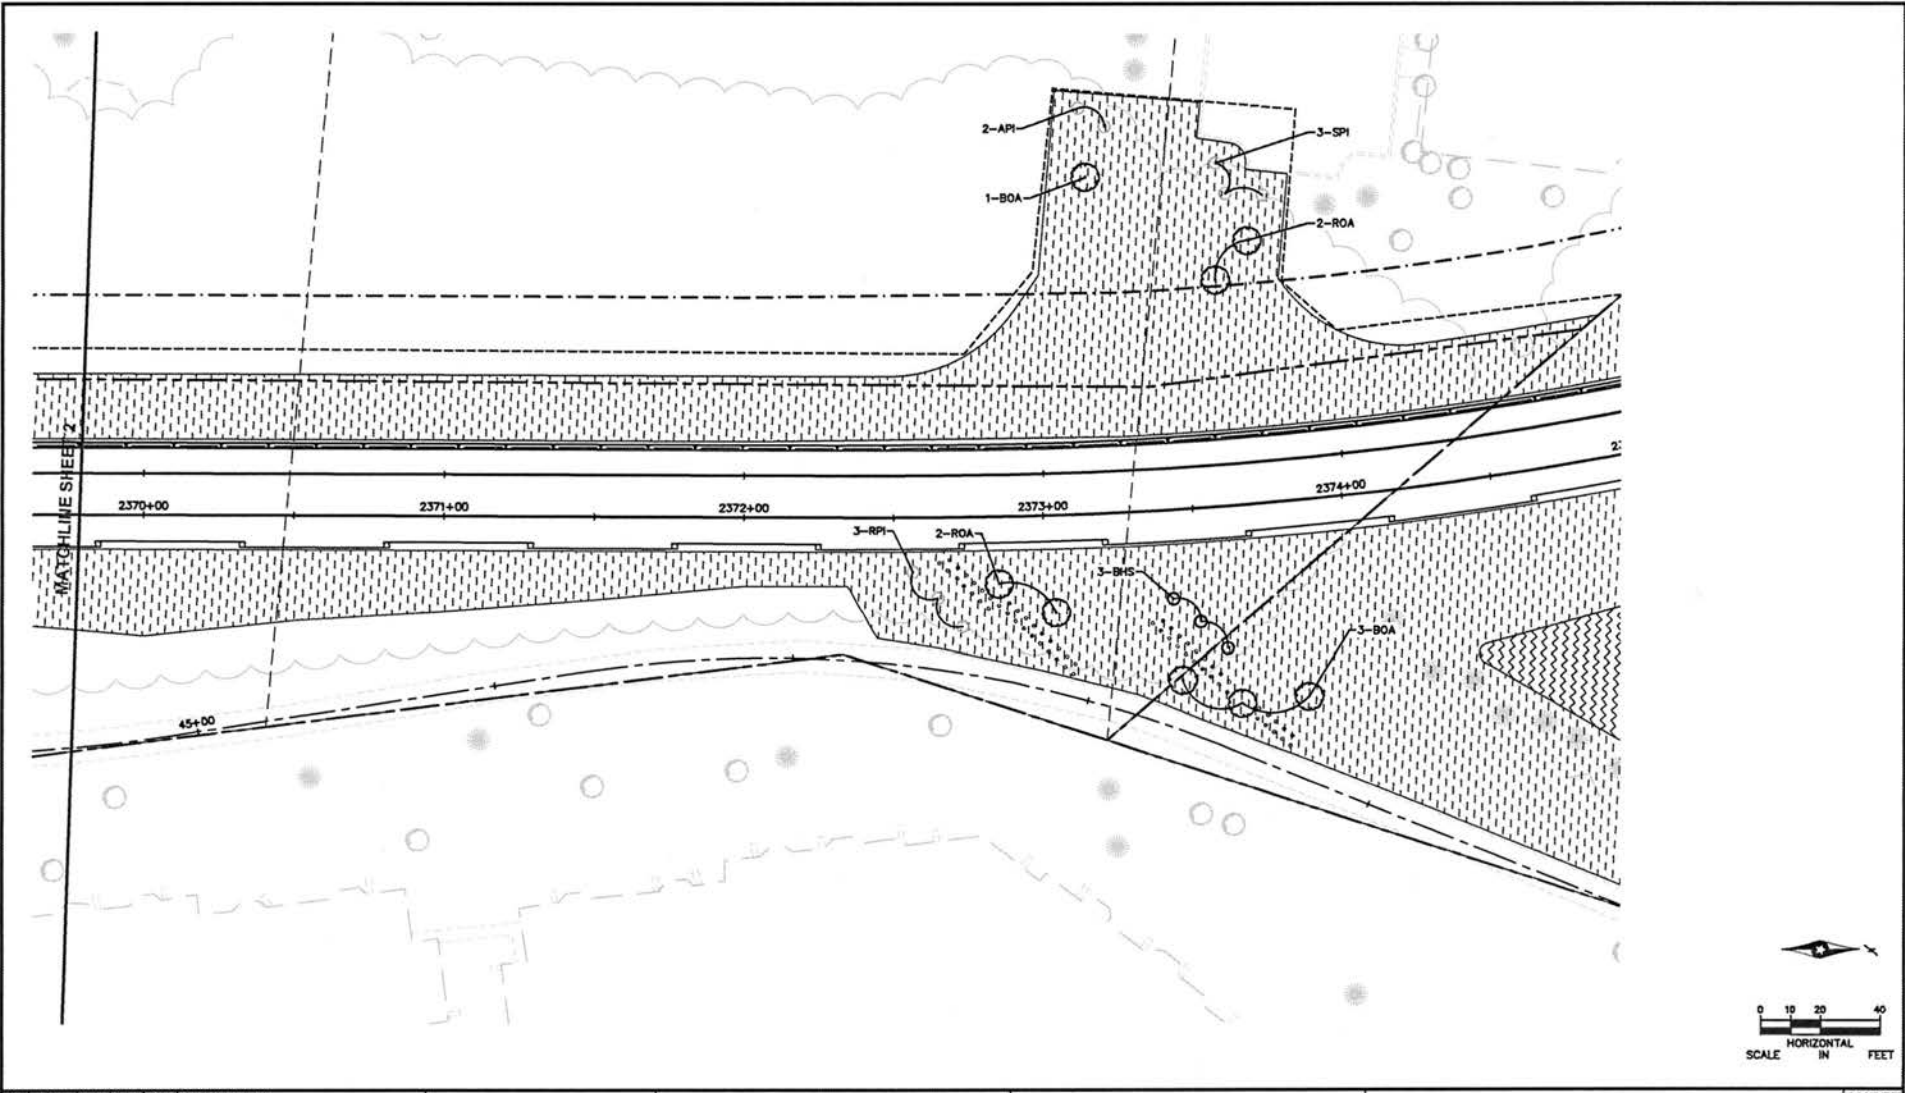 2-API
3-SPI
1-BOA
2-ROA
MATCHLINE SHEET 2
2370+00
2371+00
2372+00
2373+00
2374+00
3-RPI
2-ROA
3-BHS
3-BOA
45+00
0 10 20 40
HORIZONTAL
SCALE IN FEET